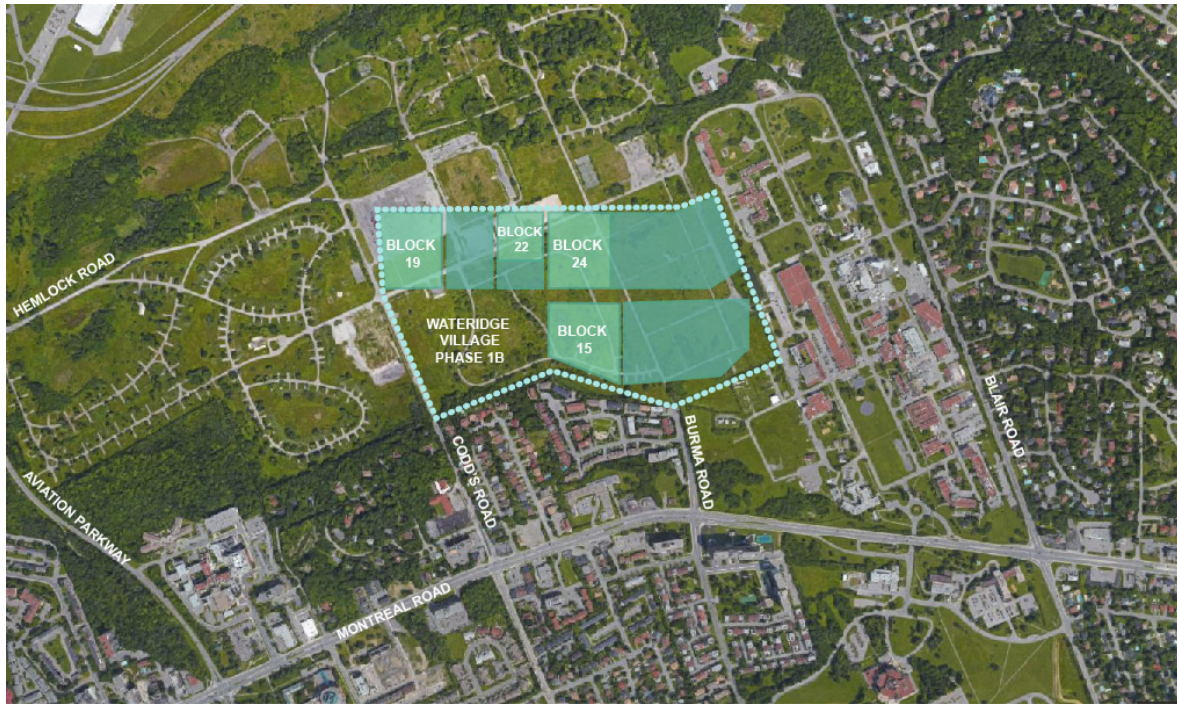 BLOCK
19
BLOCK
22
BLOCK
24
HEMLOCK ROAD
WATERIDGE
VILLAGE
PHASE 1B
BLOCK
15
BLAIR ROAD
BURMA ROAD
CODD'S ROAD
AVIATION PARKWAY
MONTREAL ROAD